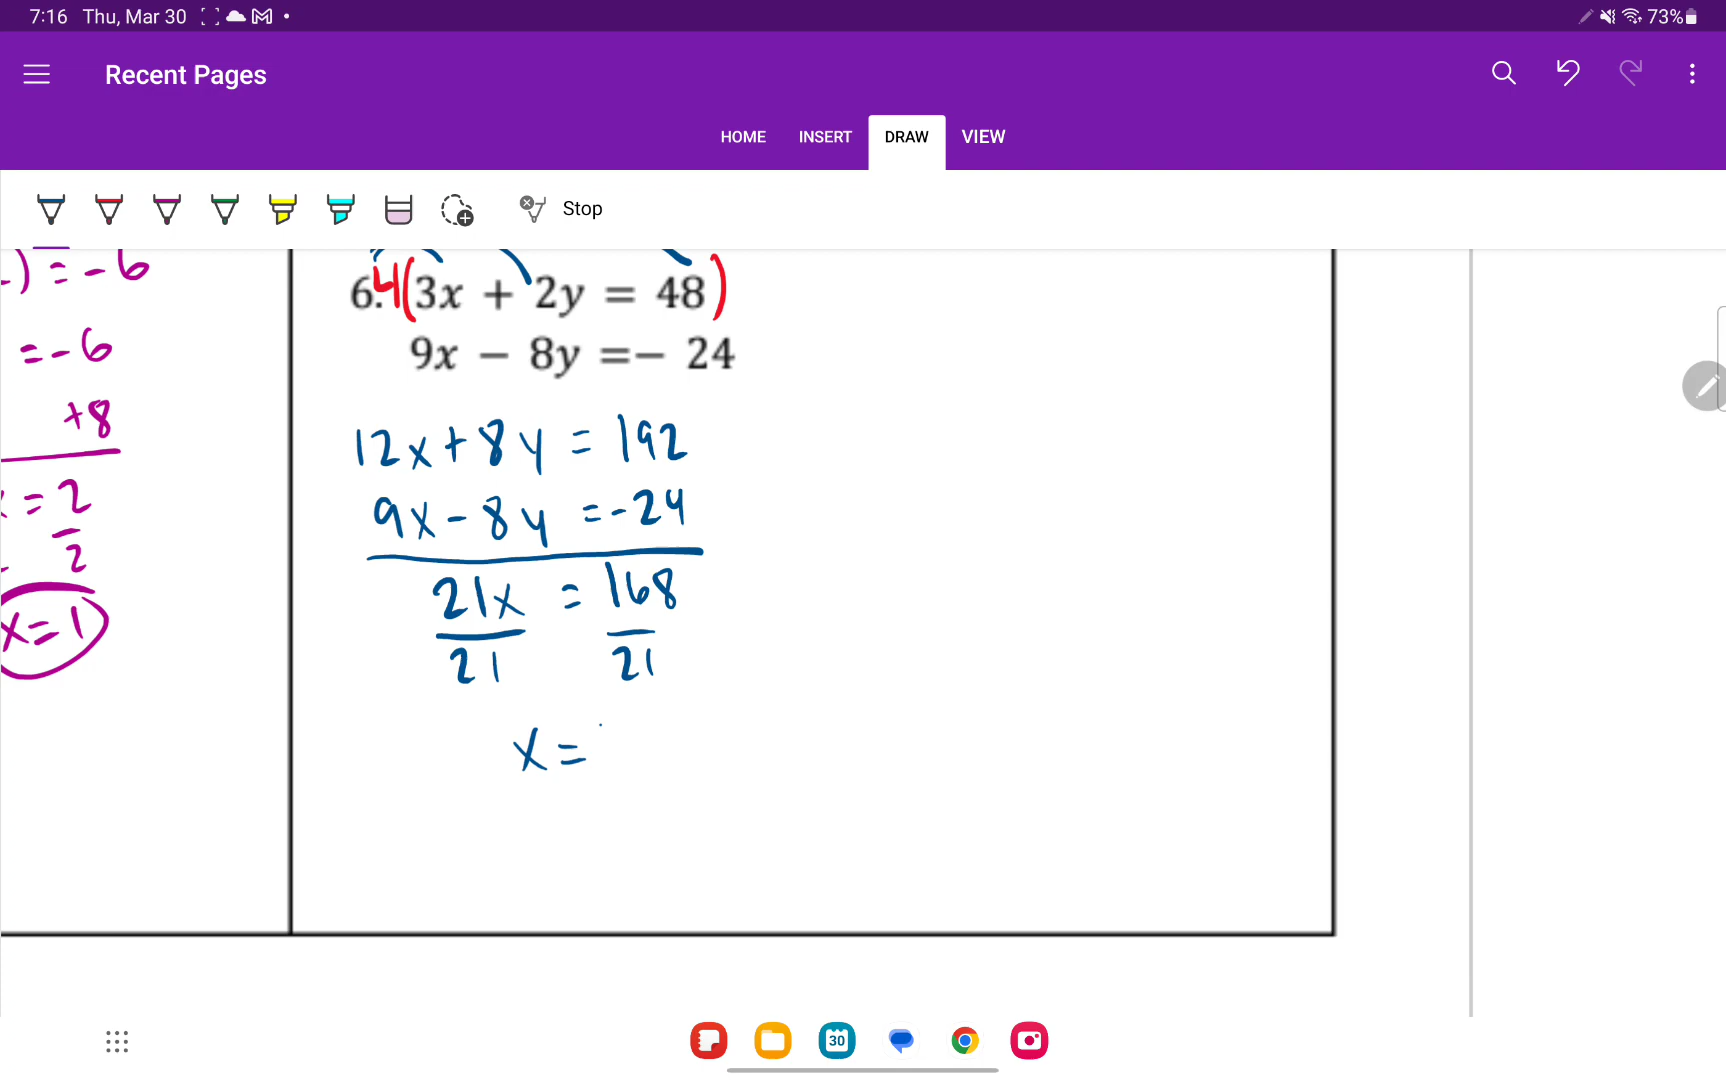 7:16 Thu, Mar 30
73%
Recent Pages
HOME INSERT DRAW VIEW
Stop
) = -6
= -6
+8
= 2
2
x = 1
6. 4(3x + 2y = 48)
9x − 8y =− 24
12x + 8y = 192
9x - 8y = -24
21x = 168
21 21
x =
30